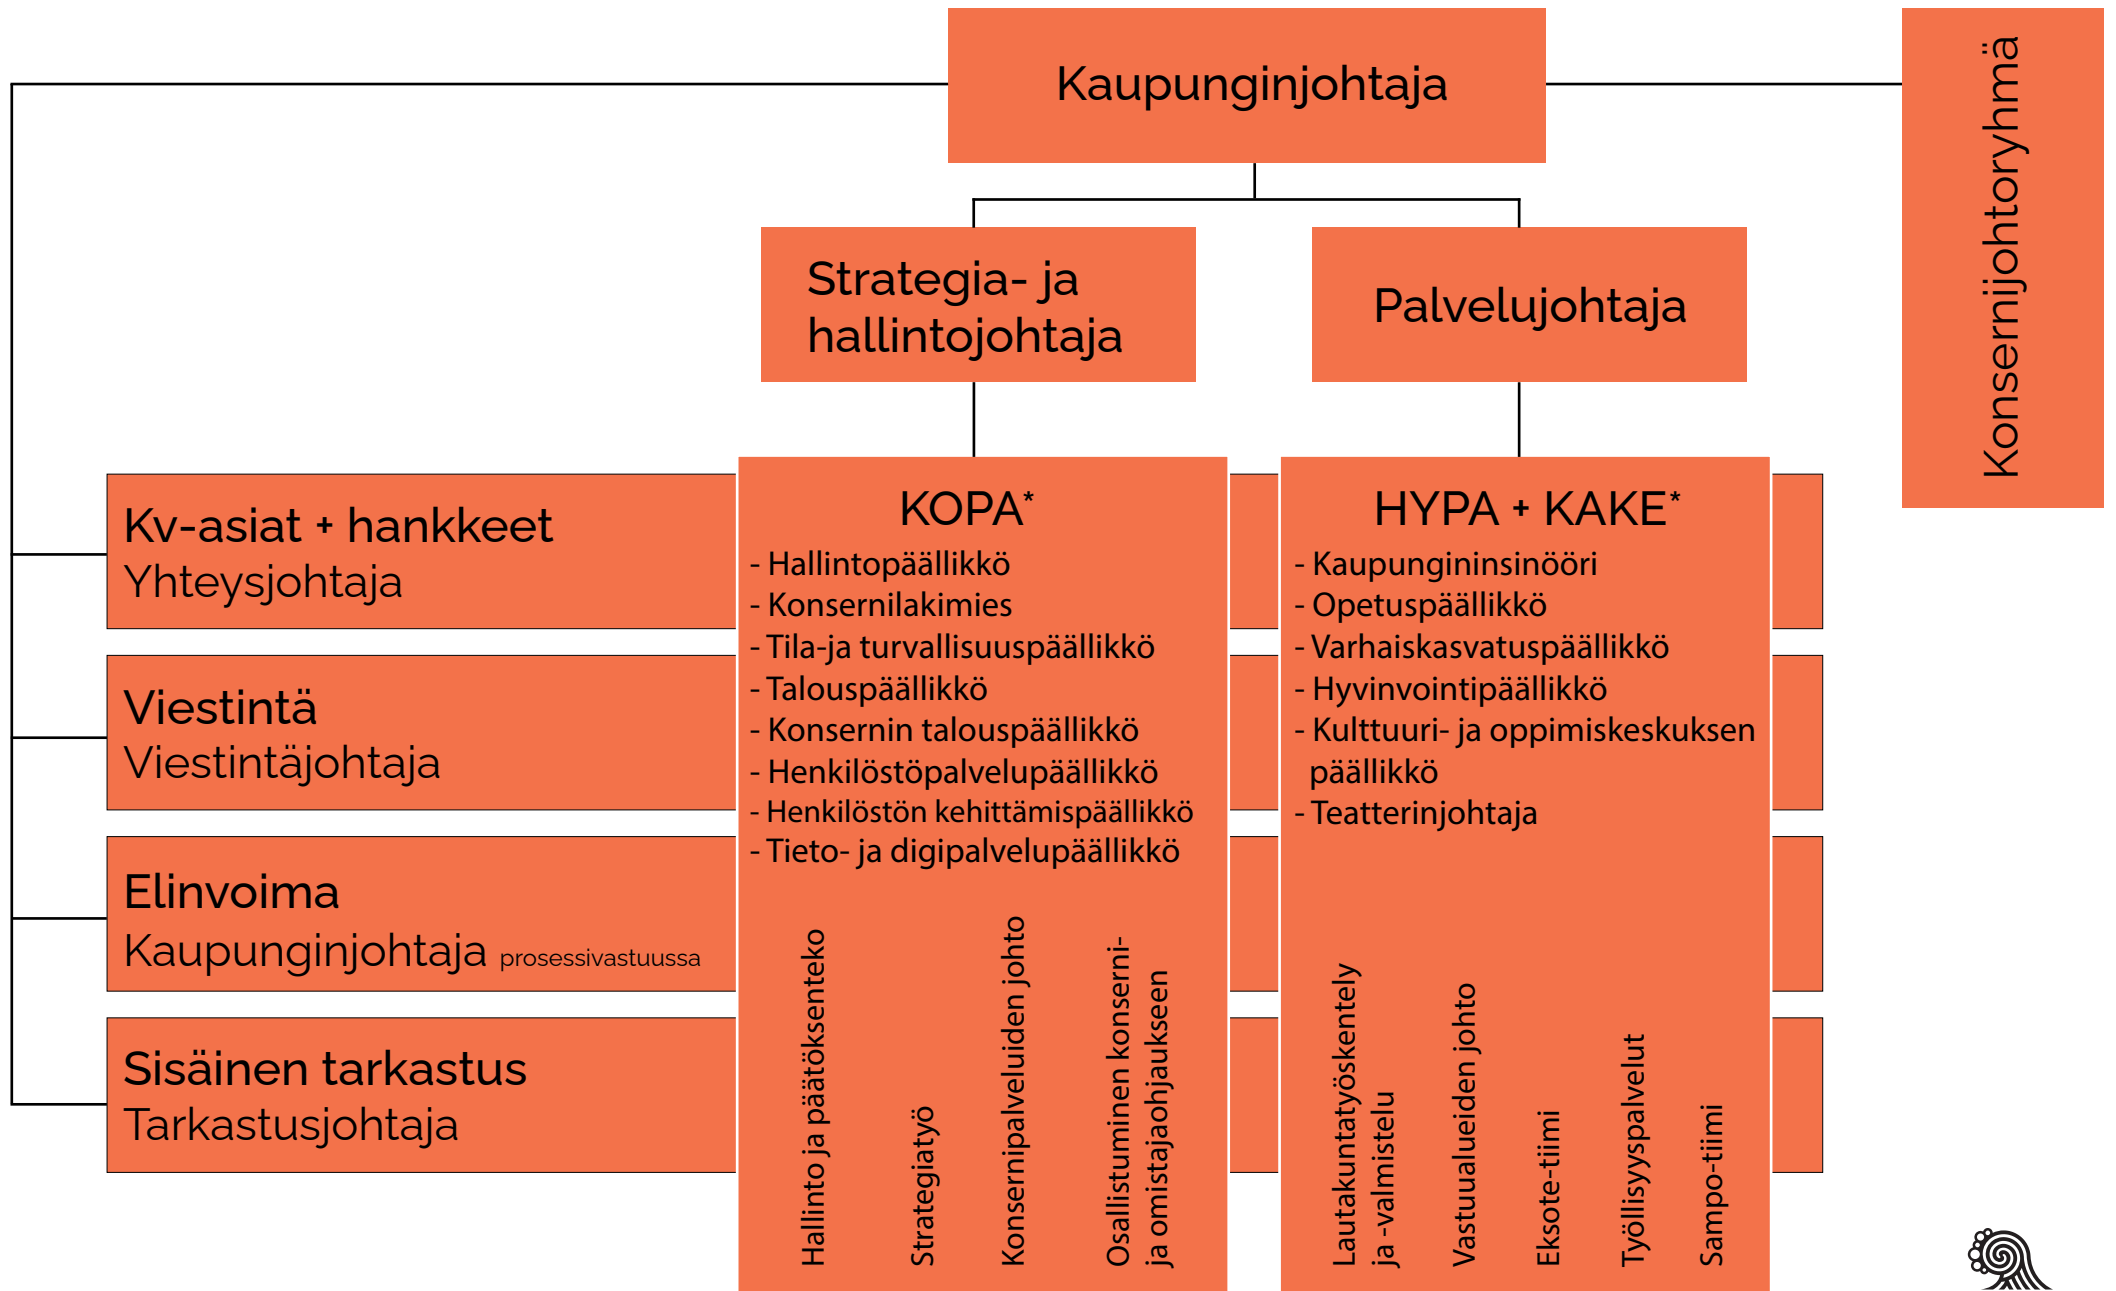 Kaupunginjohtaja
Konsernijohtoryhmä
Strategia- ja
hallintojohtaja
Palvelujohtaja
Kv-asiat + hankkeet
Yhteysjohtaja
Viestintä
Viestintäjohtaja
Elinvoima
Kaupunginjohtaja prosessivastuussa
Sisäinen tarkastus
Tarkastusjohtaja
KOPA*
- Hallintopäällikkö
- Konsernilakimies
- Tila-ja turvallisuuspäällikkö
- Talouspäällikkö
- Konsernin talouspäällikkö
- Henkilöstöpalvelupäällikkö
- Henkilöstön kehittämispäällikkö
- Tieto- ja digipalvelupäällikkö
Hallinto ja päätöksenteko
Strategiatyö
Konsernipalveluiden johto
Osallistuminen konserni-
ja omistajaohjaukseen
HYPA + KAKE*
- Kaupungininsinööri
- Opetuspäällikkö
- Varhaiskasvatuspäällikkö
- Hyvinvointipäällikkö
- Kulttuuri- ja oppimiskeskuksen
päällikkö
- Teatterinjohtaja
Lautakuntatyöskentely
ja -valmistelu
Vastuualueiden johto
Eksote-tiimi
Työllisyyspalvelut
Sampo-tiimi